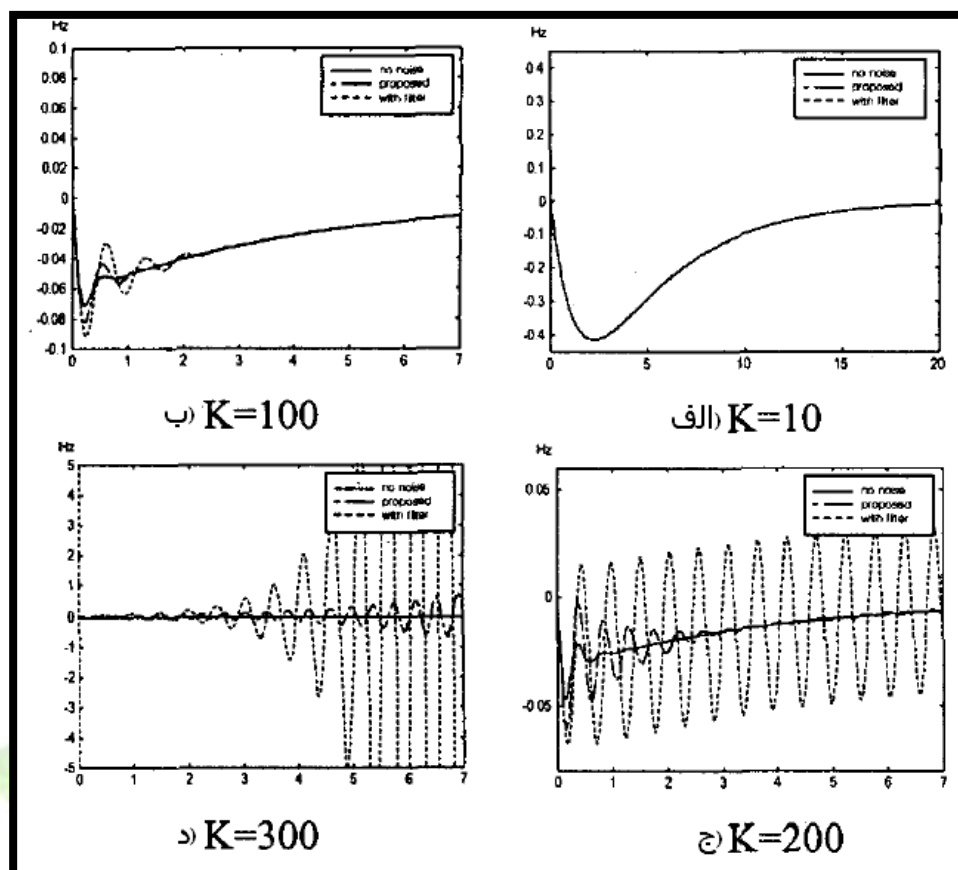 Hz
0.1
0.08
0.06
0.04
0.02
0
-0.02
-0.04
-0.06
-0.08
-0.1
0 1 2 3 4 5 6 7
no noise
proposed
with filter
ب) K=100
Hz
0.4
0.3
0.2
0.1
0
-0.1
-0.2
-0.3
-0.4
0 5 10 15 20
no noise
proposed
with filter
الف) K=10
Hz
5
4
3
2
1
0
-1
-2
-3
-4
-5
0 1 2 3 4 5 6 7
no noise
proposed
with filter
د) K=300
Hz
0.05
0
-0.05
0 1 2 3 4 5 6 7
no noise
proposed
with filter
ج) K=200